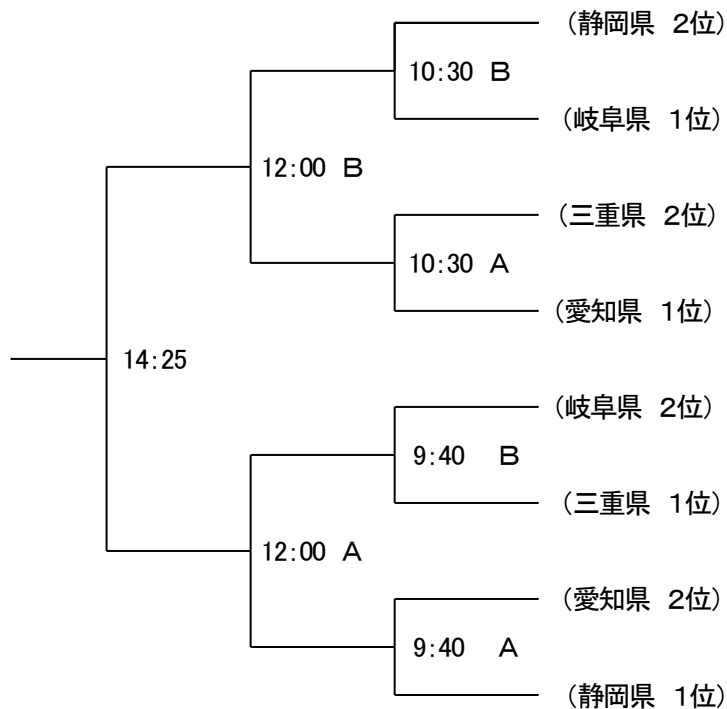 (静岡県 2位)
10:30 B
(岐阜県 1位)
12:00 B
(三重県 2位)
10:30 A
(愛知県 1位)
14:25
(岐阜県 2位)
9:40 B
(三重県 1位)
12:00 A
(愛知県 2位)
9:40 A
(静岡県 1位)